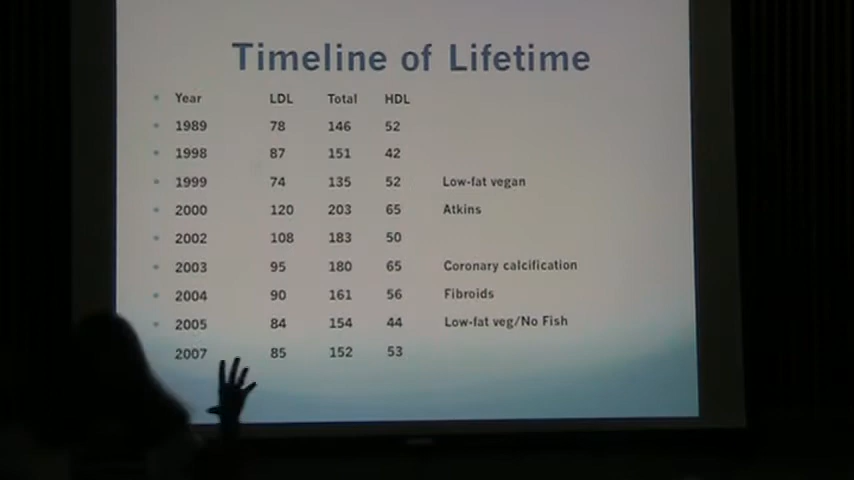 Timeline of Lifetime
Year LDL Total HDL
1989 78 146 52
1998 87 151 42
1999 74 135 52 Low-fat vegan
2000 120 203 65 Atkins
2002 108 183 50
2003 95 180 65 Coronary calcification
2004 90 161 56 Fibroids
2005 84 154 44 Low-fat veg/No Fish
2007 85 152 53